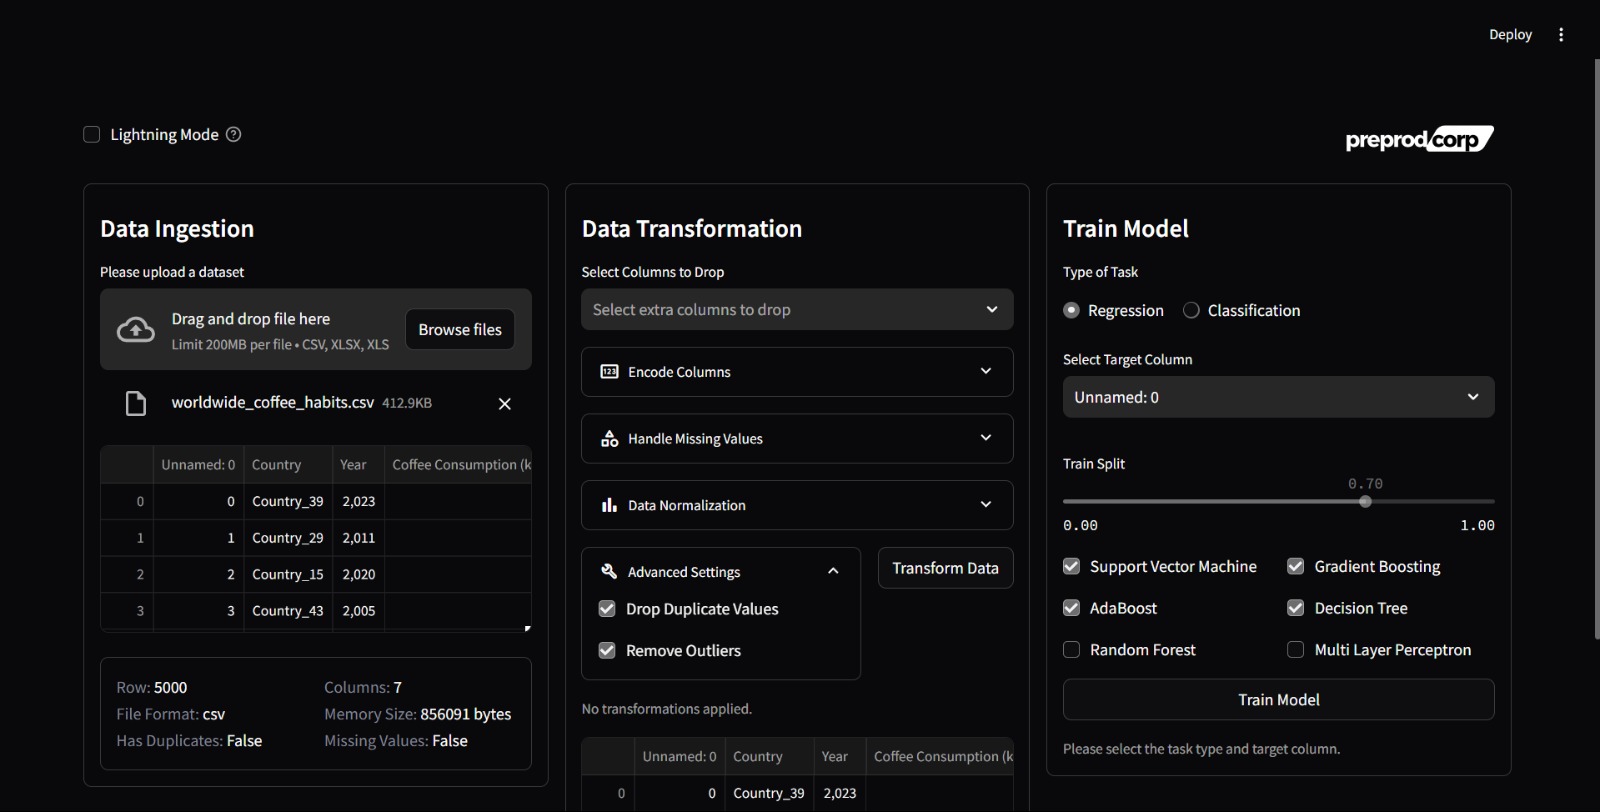 Deploy
Lightning Mode
preprod/corp
Data Ingestion
Please upload a dataset
Drag and drop file here
Limit 200MB per file • CSV, XLSX, XLS
Browse files
worldwide_coffee_habits.csv 412.9KB
Unnamed: 0 Country Year Coffee Consumption (k
0 0 Country_39 2,023
1 1 Country_29 2,011
2 2 Country_15 2,020
3 3 Country_43 2,005
Row: 5000 Columns: 7
File Format: csv Memory Size: 856091 bytes
Has Duplicates: False Missing Values: False
Data Transformation
Select Columns to Drop
Select extra columns to drop
123 Encode Columns
Handle Missing Values
Data Normalization
Advanced Settings
Drop Duplicate Values
Remove Outliers
Transform Data
No transformations applied.
Unnamed: 0 Country Year Coffee Consumption (k
0 0 Country_39 2,023
Train Model
Type of Task
Regression Classification
Select Target Column
Unnamed: 0
Train Split
0.70
0.00 1.00
Support Vector Machine Gradient Boosting
AdaBoost Decision Tree
Random Forest Multi Layer Perceptron
Train Model
Please select the task type and target column.